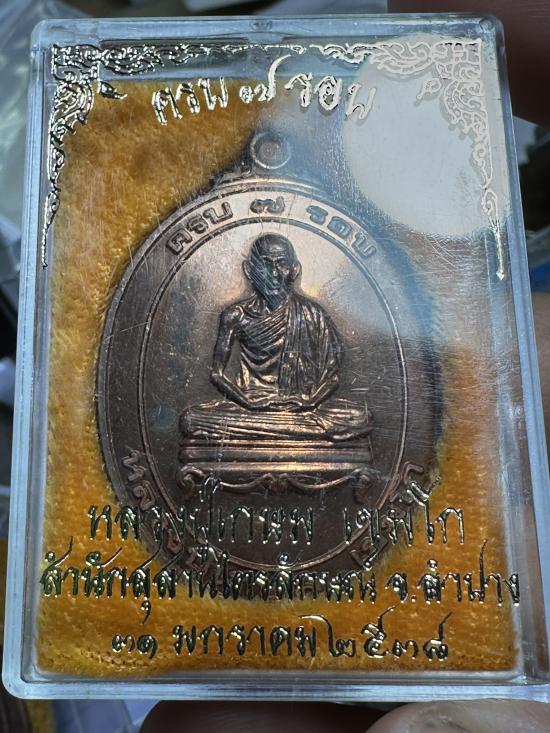 ครบ ๗ รอบ
ครบ ๗ รอบ
หลวงปู่เกษม เขมโก
สำนักสุสานไตรลักษณ์ จ.ลำปาง
๓๑ มกราคม ๒๕๓๘